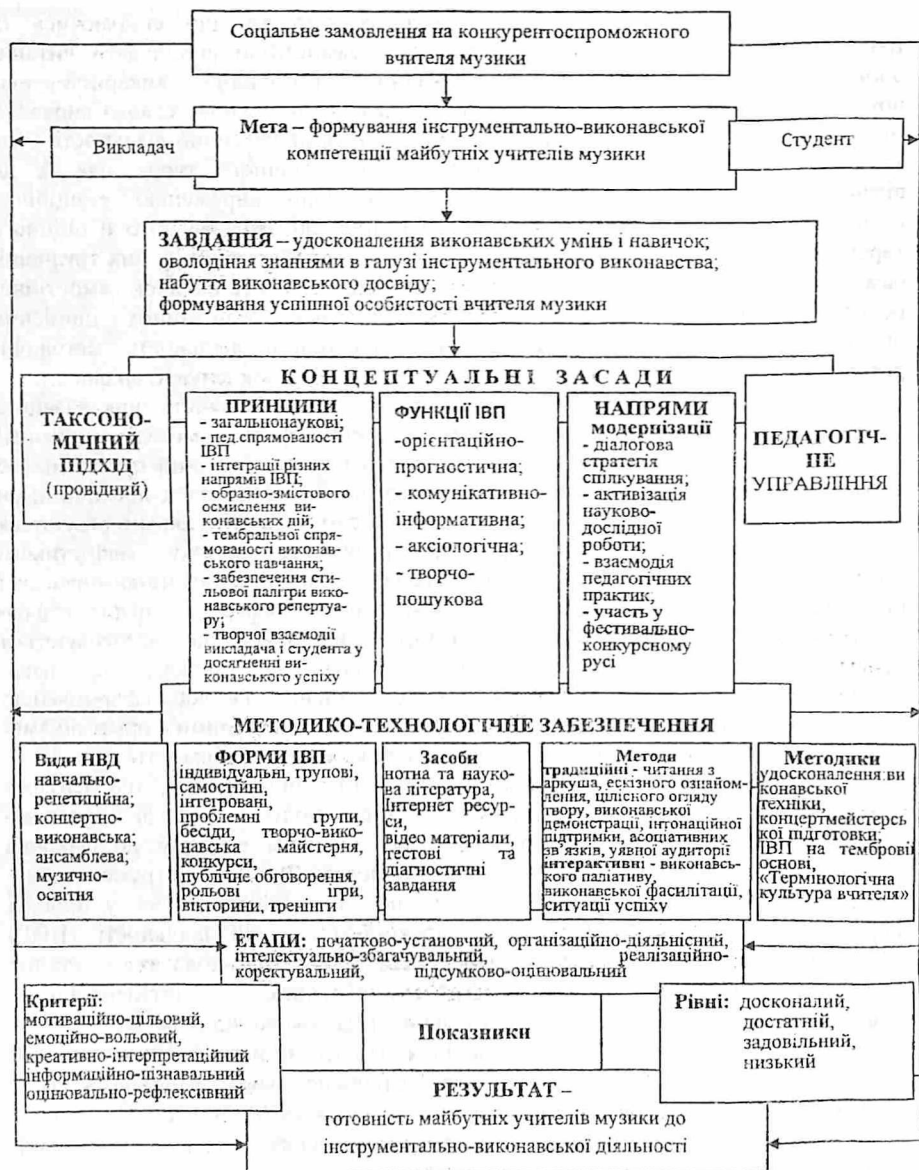 Соціальне замовлення на конкурентоспроможного
вчителя музики
Викладач
Мета – формування інструментально-виконавської
компетенції майбутніх учителів музики
Студент
ЗАВДАННЯ – удосконалення виконавських умінь і навичок;
оволодіння знаннями в галузі інструментального виконавства;
набуття виконавського досвіду;
формування успішної особистості вчителя музики
КОНЦЕПТУАЛЬНІ ЗАСАДИ
ТАКСОНО-
МІЧНИЙ
ПІДХІД
(провідний)
ПРИНЦИПИ
- загальнонаукові;
- пед.спрямованості
ІВП
- інтеграції різних
напрямів ІВП;
- образно-змістового
осмислення ви-
конавських дій;
- тембральної спря-
мованості виконав-
ського навчання;
- забезпечення сти-
льової палітри вико-
навського репертуа-
ру;
- творчої взаємодії
викладача і студента у
досягненні ви-
конавського успіху
ФУНКЦІЇ ІВП
-орієнтаційно-
прогностична;
- комунікативно-
інформативна;
- аксіологічна;
- творчо-
пошукова
НАПРЯМИ
модернізації
- діалогова
стратегія
спілкування;
- активізація
науково-
дослідної
роботи;
- взаємодія
педагогічних
практик,
- участь у
фестивально-
конкурсному
русі
ПЕДАГОГІЧ-
НЕ
УПРАВЛІННЯ
МЕТОДИКО-ТЕХНОЛОГІЧНЕ ЗАБЕЗПЕЧЕННЯ
Види НВД
навчально-
репетиційна;
концертно-
виконавська;
ансамблева;
музично-
освітня
ФОРМИ ІВП
індивідуальні, групові,
самостійні,
інтегровані,
проблемні групи,
бесіди, творчо-вико-
навська майстерня,
конкурси,
публічне обговорення,
рольові ігри,
вікторини, тренінги
Засоби
нотна та науко-
ва література,
Інтернет ресур-
си,
відео матеріали,
тестові та
діагностичні
завдання
Методи
традиційні - читання з
аркуша, ескізного ознаком-
лення, цілісного огляду
твору, виконавської
демонстрації, інтонаційної
підтримки, асоціативних
зв'язків, уявної аудиторії
інтерактивні - виконавсь-
кого паліативу,
виконавської фасилітації,
ситуації успіху
Методики
удосконалення:ви
конавської
техніки,
концертмейстерсь
кої підготовки;
ІВП на тембровій
основі,
«Термінологічна
культура вчителя»
ЕТАПИ: початково-установчий, організаційно-діяльнісний,
інтелектуально-збагачувальний, реалізаційно-
коректувальний, підсумково-оцінювальний
Критерії:
мотиваційно-цільовий,
емоційно-вольовий,
креативно-інтерпретаційний
інформаційно-пізнавальний
оцінювально-рефлексивний
Показники
Рівні: досконалий,
достатній,
задовільний,
низький
РЕЗУЛЬТАТ –
готовність майбутніх учителів музики до
інструментально-виконавської діяльності